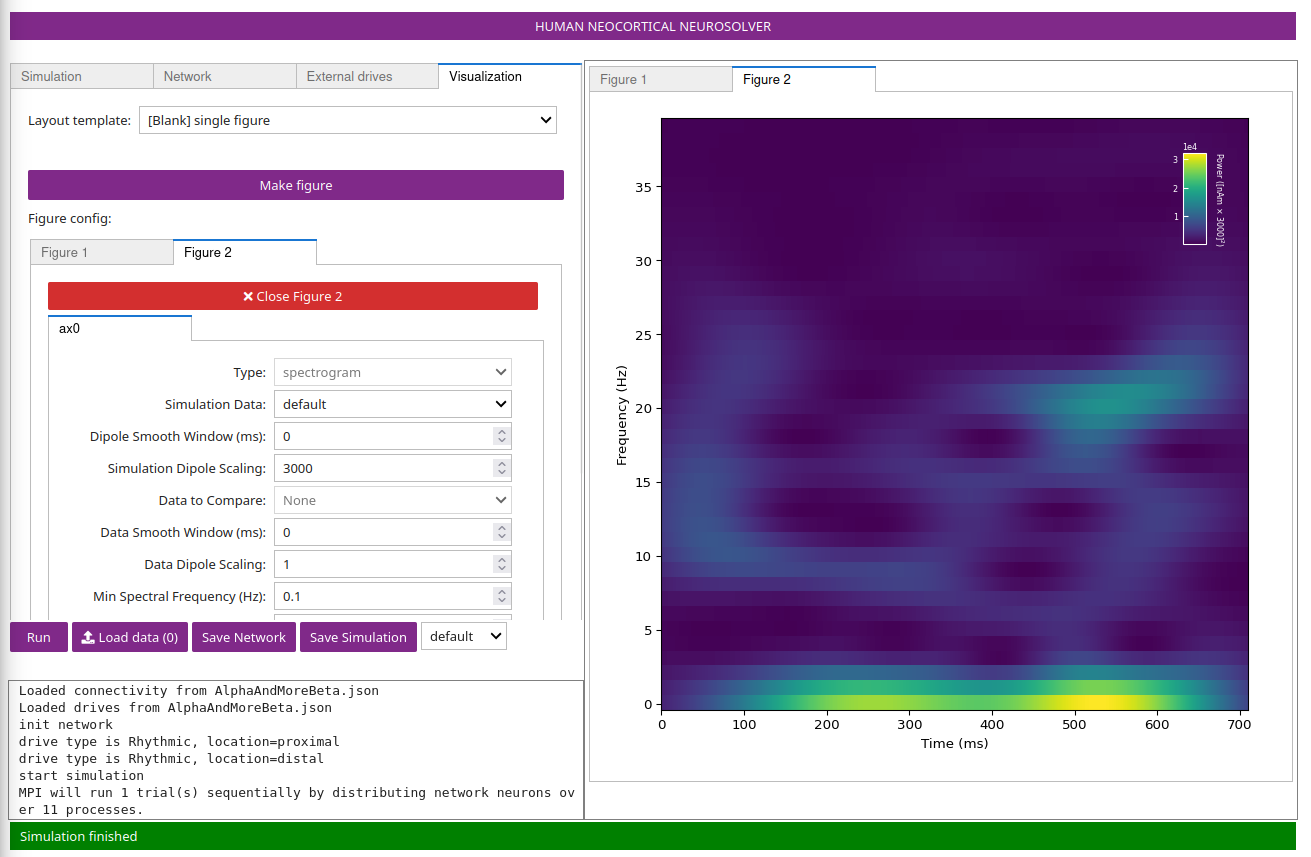 HUMAN NEOCORTICAL NEUROSOLVER
Simulation
Network
External drives
Visualization
Layout template:
[Blank] single figure
Make figure
Figure config:
Figure 1
Figure 2
Close Figure 2
ax0
Type:
spectrogram
Simulation Data:
default
Dipole Smooth Window (ms):
0
Simulation Dipole Scaling:
3000
Data to Compare:
None
Data Smooth Window (ms):
0
Data Dipole Scaling:
1
Min Spectral Frequency (Hz):
0.1
Run
Load data (0)
Save Network
Save Simulation
default
Loaded connectivity from AlphaAndMoreBeta.json
Loaded drives from AlphaAndMoreBeta.json
init network
drive type is Rhythmic, location=proximal
drive type is Rhythmic, location=distal
start simulation
MPI will run 1 trial(s) sequentially by distributing network neurons ov
er 11 processes.
Figure 1
Figure 2
35
30
25
20
15
10
5
0
Frequency (Hz)
0
100
200
300
400
500
600
700
Time (ms)
1e4
3
2
1
Power ([nAm × 3000]²)
Simulation finished